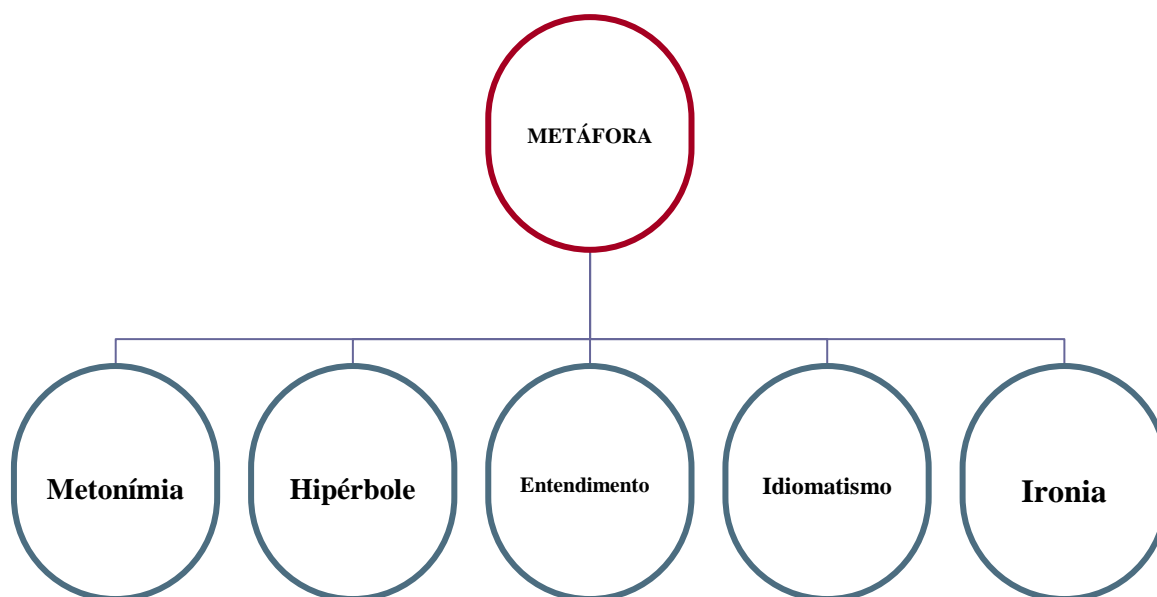 METÁFORA
Metonímia
Hipérbole
Entendimento
Idiomatismo
Ironia